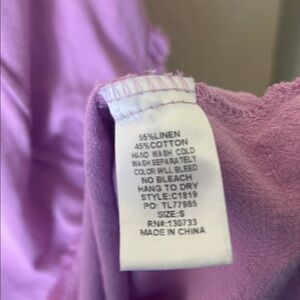 55%LINEN
45%COTTON
HAND WASH COLD
WASH SEPARATELY
COLOR WILL BLEED
NO BLEACH
HANG TO DRY
STYLE:C1819
PO: TL77985
SIZE:S
RN#:130733
MADE IN CHINA